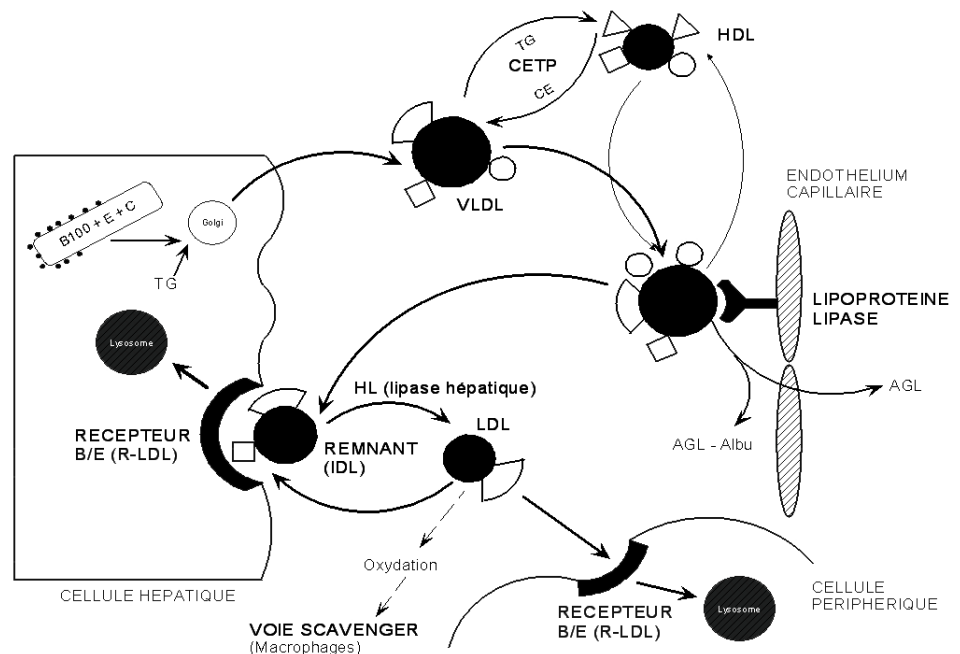 TG
CETP
CE
HDL
VLDL
ENDOTHELIUM
CAPILLAIRE
B100 + E + C
Golgi
TG
LIPOPROTEINE
LIPASE
Lysosome
HL (lipase hépatique)
AGL
RECEPTEUR
B/E (R-LDL)
REMNANT
(IDL)
LDL
AGL - Albu
Oxydation
CELLULE HEPATIQUE
VOIE SCAVENGER
(Macrophages)
RECEPTEUR
B/E (R-LDL)
Lysosome
CELLULE
PERIPHERIQUE